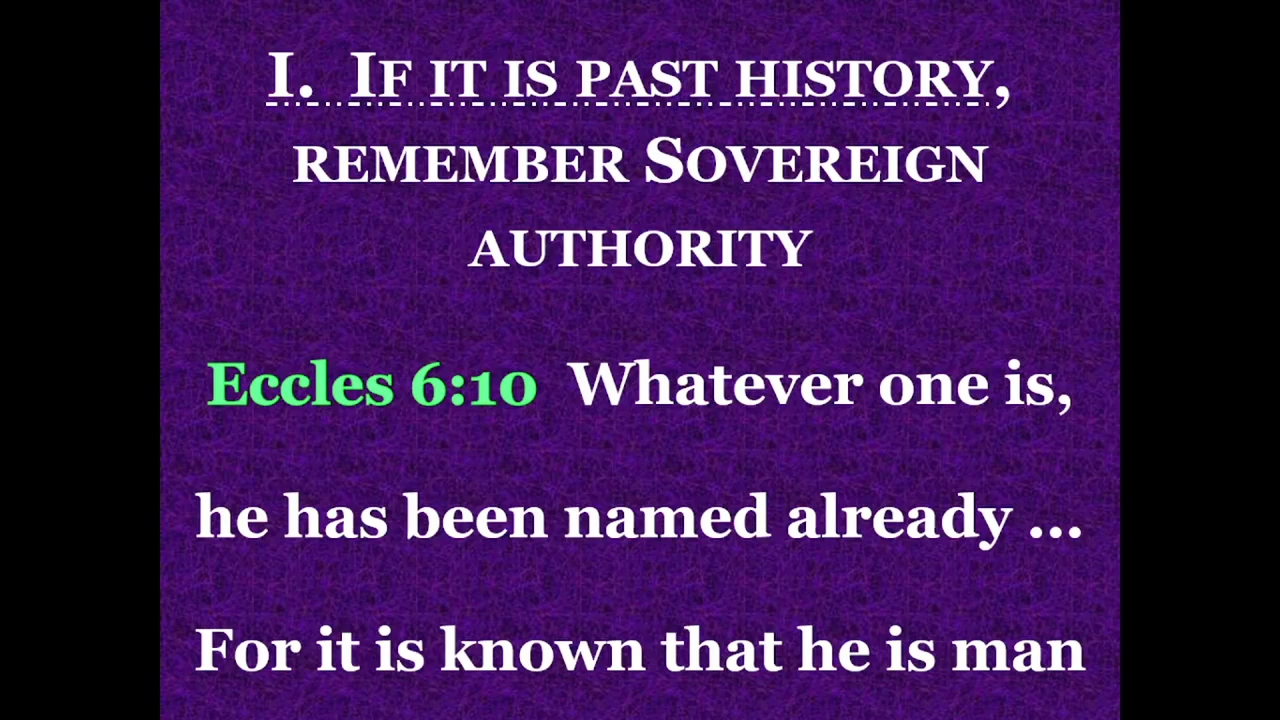 I. IF IT IS PAST HISTORY,
REMEMBER SOVEREIGN
AUTHORITY
Eccles 6:10 Whatever one is,
he has been named already ...
For it is known that he is man